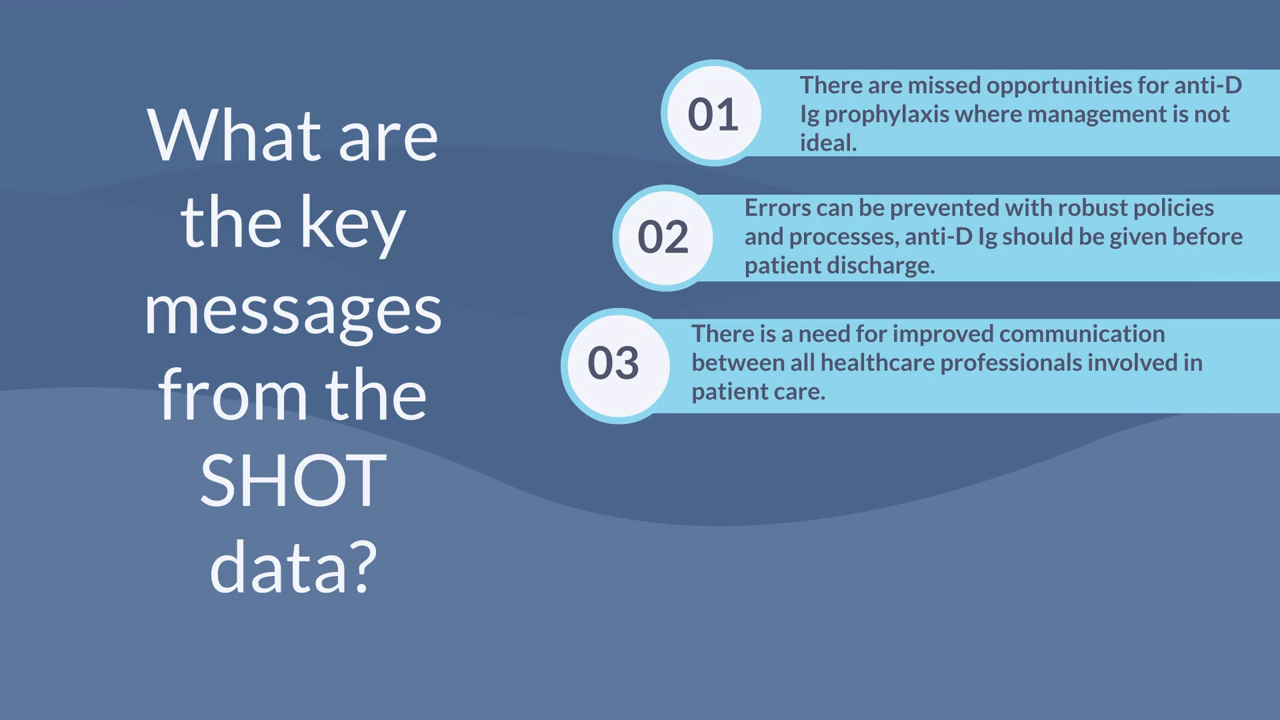 What are
the key
messages
from the
SHOT
data?
01
There are missed opportunities for anti-D
Ig prophylaxis where management is not
ideal.
02
Errors can be prevented with robust policies
and processes, anti-D Ig should be given before
patient discharge.
03
There is a need for improved communication
between all healthcare professionals involved in
patient care.